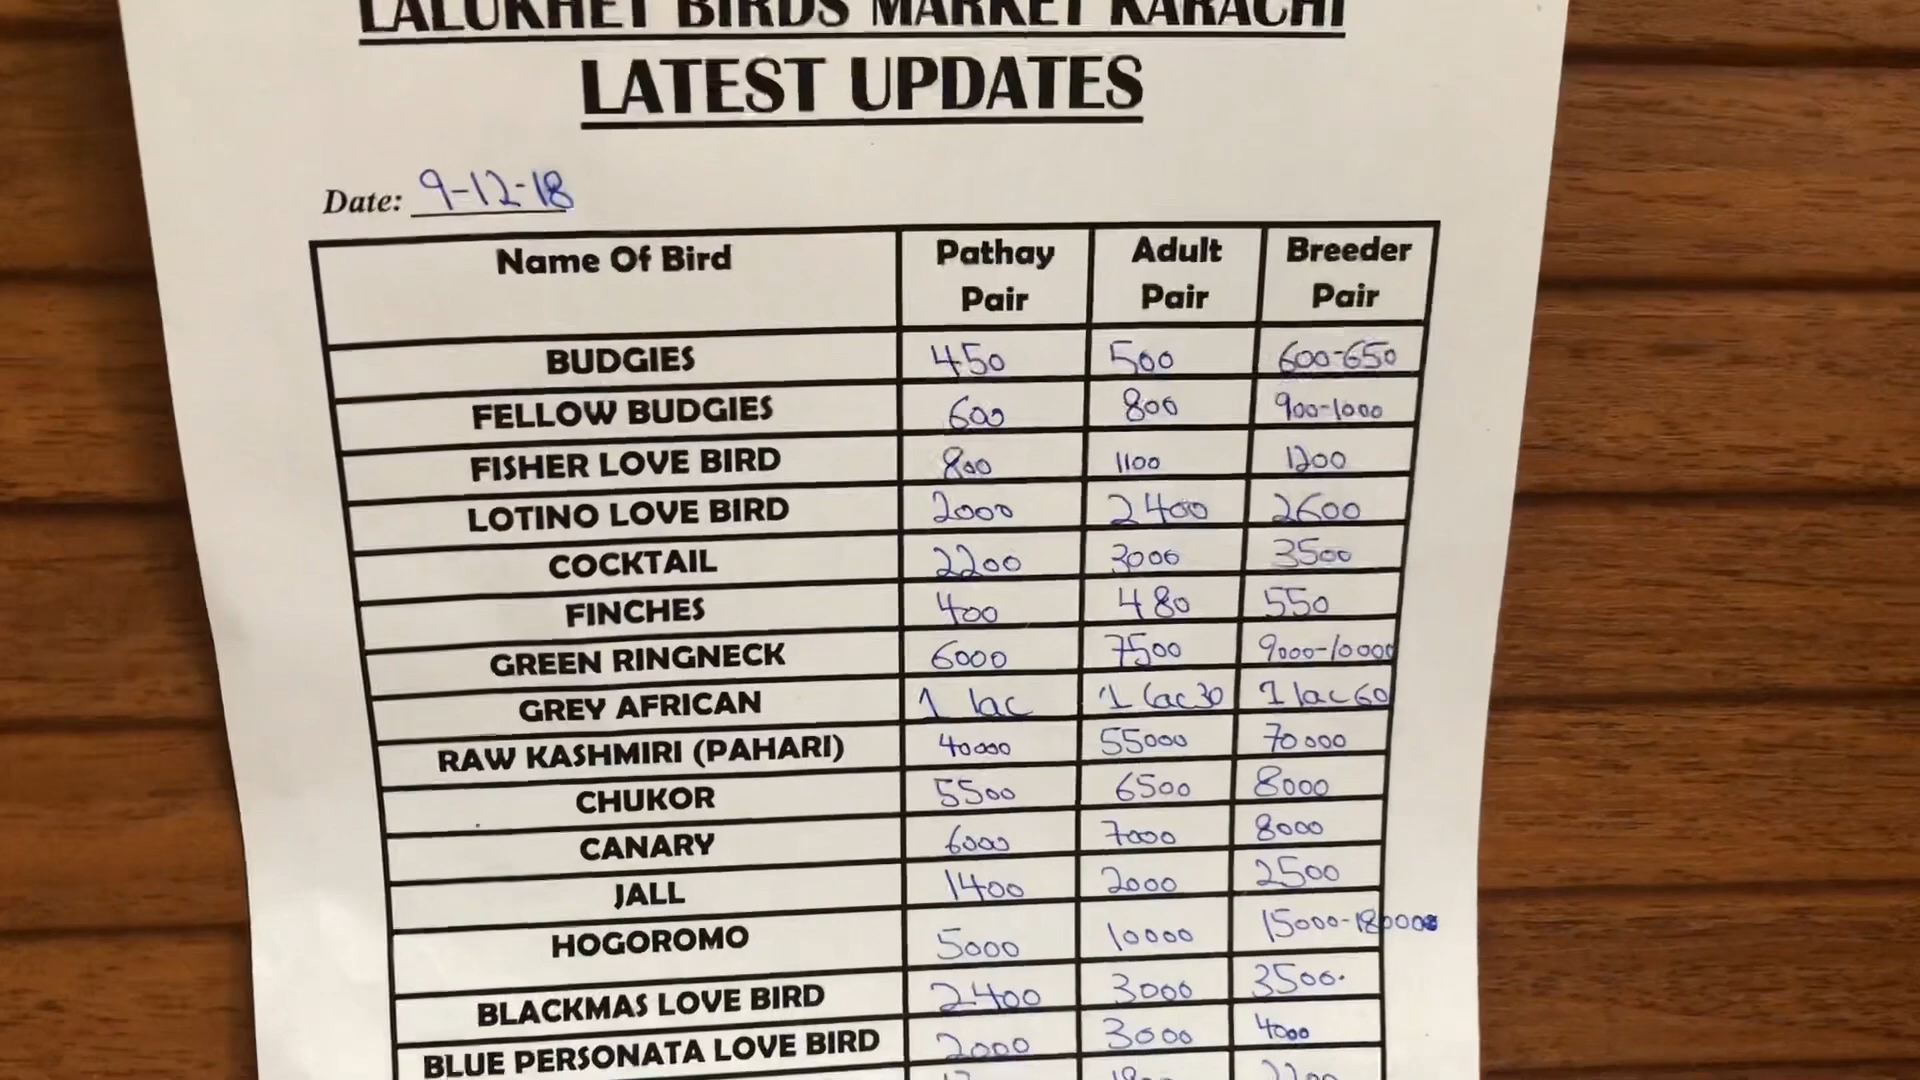 LALUKHET BIRDS MARKET KARACHI
LATEST UPDATES
Date: 9-12-18
Name Of Bird Pathay Pair Adult Pair Breeder Pair
BUDGIES 450 500 600-650
FELLOW BUDGIES 600 800 900-1000
FISHER LOVE BIRD 800 1100 1200
LOTINO LOVE BIRD 2000 2400 2600
COCKTAIL 2200 3000 3500
FINCHES 400 480 550
GREEN RINGNECK 6000 7500 9000-10000
GREY AFRICAN 1 lac 1 lac 30 1 lac 60
RAW KASHMIRI (PAHARI) 40000 55000 70000
CHUKOR 5500 6500 8000
CANARY 6000 7000 8000
JALL 1400 2000 2500
HOGOROMO 5000 10000 15000-18000
BLACKMAS LOVE BIRD 2400 3000 3500
BLUE PERSONATA LOVE BIRD 2000 3000 4000